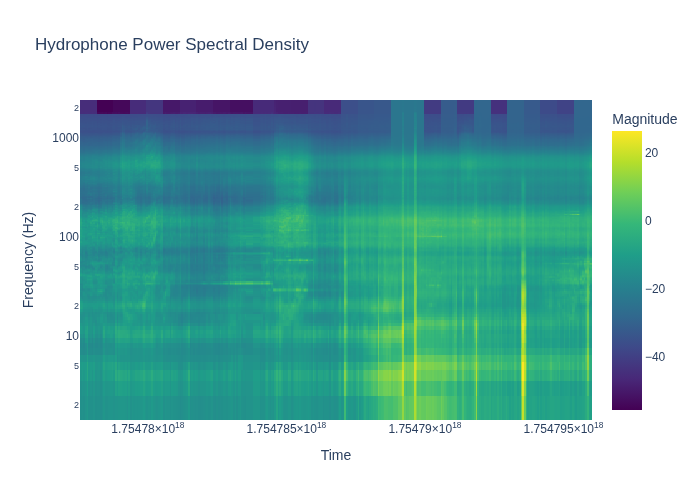 Hydrophone Power Spectral Density
Magnitude
2
1000
5
2
100
5
2
10
5
2
20
0
−20
−40
Frequency (Hz)
1.75478×10¹⁸ 1.754785×10¹⁸ 1.75479×10¹⁸ 1.754795×10¹⁸
Time